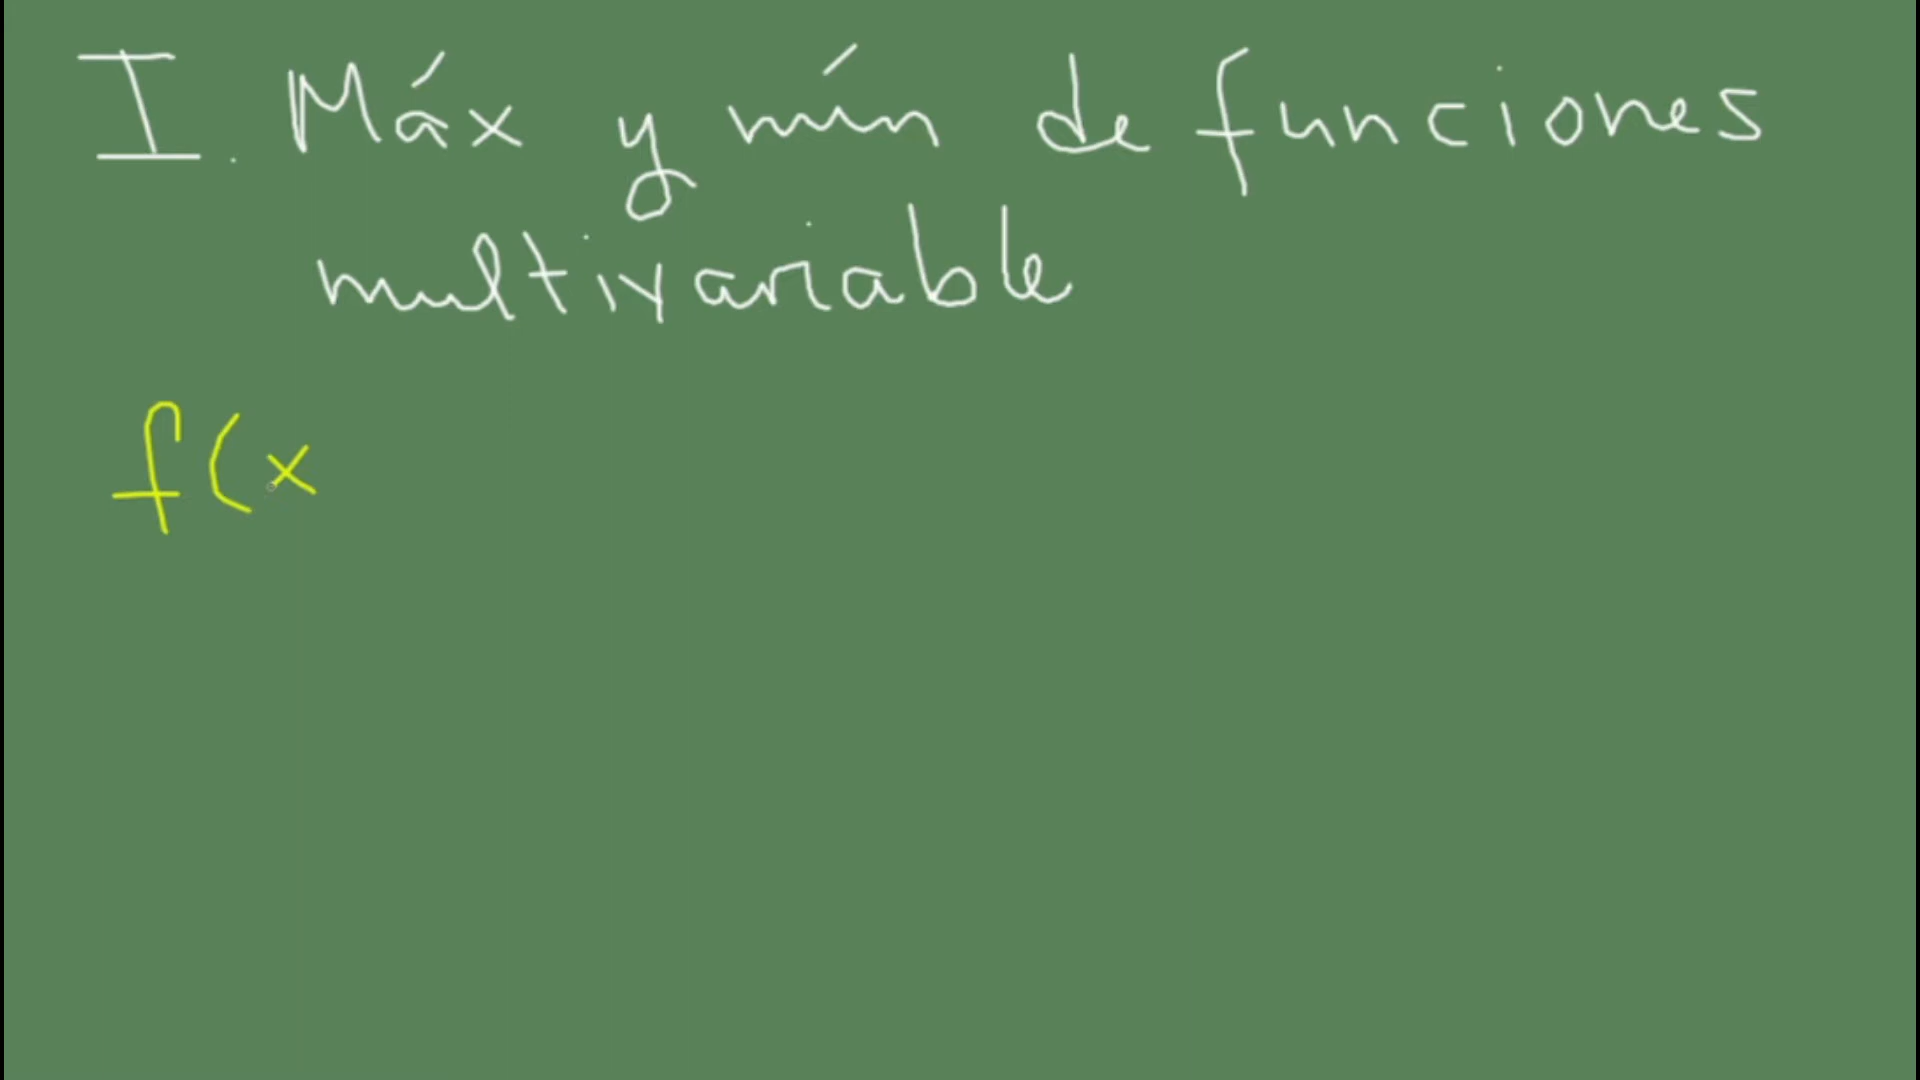 I. Máx y mín de funciones
multivariable
f(x